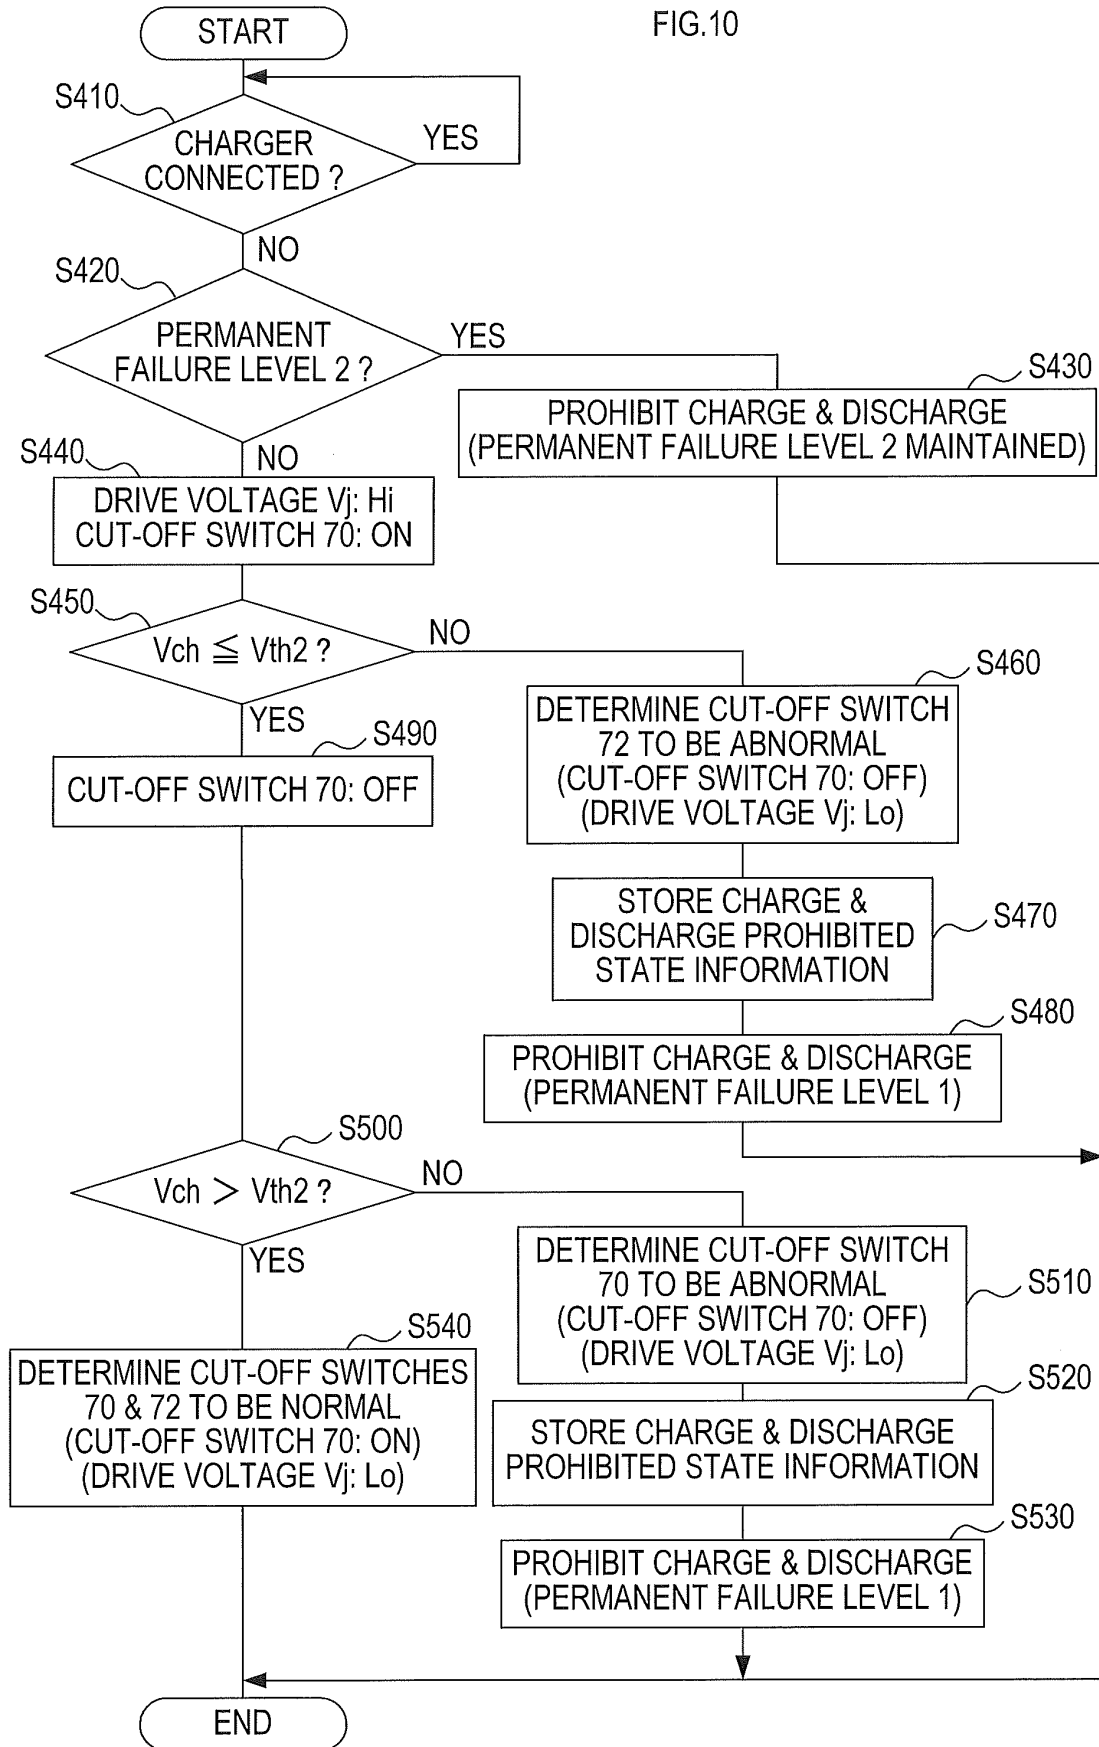 FIG.10
START
S410
CHARGER
CONNECTED ?
YES
NO
S420
PERMANENT
FAILURE LEVEL 2 ?
YES
S430
PROHIBIT CHARGE & DISCHARGE
(PERMANENT FAILURE LEVEL 2 MAINTAINED)
NO
S440
DRIVE VOLTAGE Vj: Hi
CUT-OFF SWITCH 70: ON
S450
Vch ≦ Vth2 ?
NO
S460
DETERMINE CUT-OFF SWITCH
72 TO BE ABNORMAL
(CUT-OFF SWITCH 70: OFF)
(DRIVE VOLTAGE Vj: Lo)
YES
S490
CUT-OFF SWITCH 70: OFF
STORE CHARGE &
DISCHARGE PROHIBITED
STATE INFORMATION
S470
S480
PROHIBIT CHARGE & DISCHARGE
(PERMANENT FAILURE LEVEL 1)
S500
Vch > Vth2 ?
NO
YES
DETERMINE CUT-OFF SWITCH
70 TO BE ABNORMAL
(CUT-OFF SWITCH 70: OFF)
(DRIVE VOLTAGE Vj: Lo)
S510
S540
DETERMINE CUT-OFF SWITCHES
70 & 72 TO BE NORMAL
(CUT-OFF SWITCH 70: ON)
(DRIVE VOLTAGE Vj: Lo)
S520
STORE CHARGE & DISCHARGE
PROHIBITED STATE INFORMATION
S530
PROHIBIT CHARGE & DISCHARGE
(PERMANENT FAILURE LEVEL 1)
END